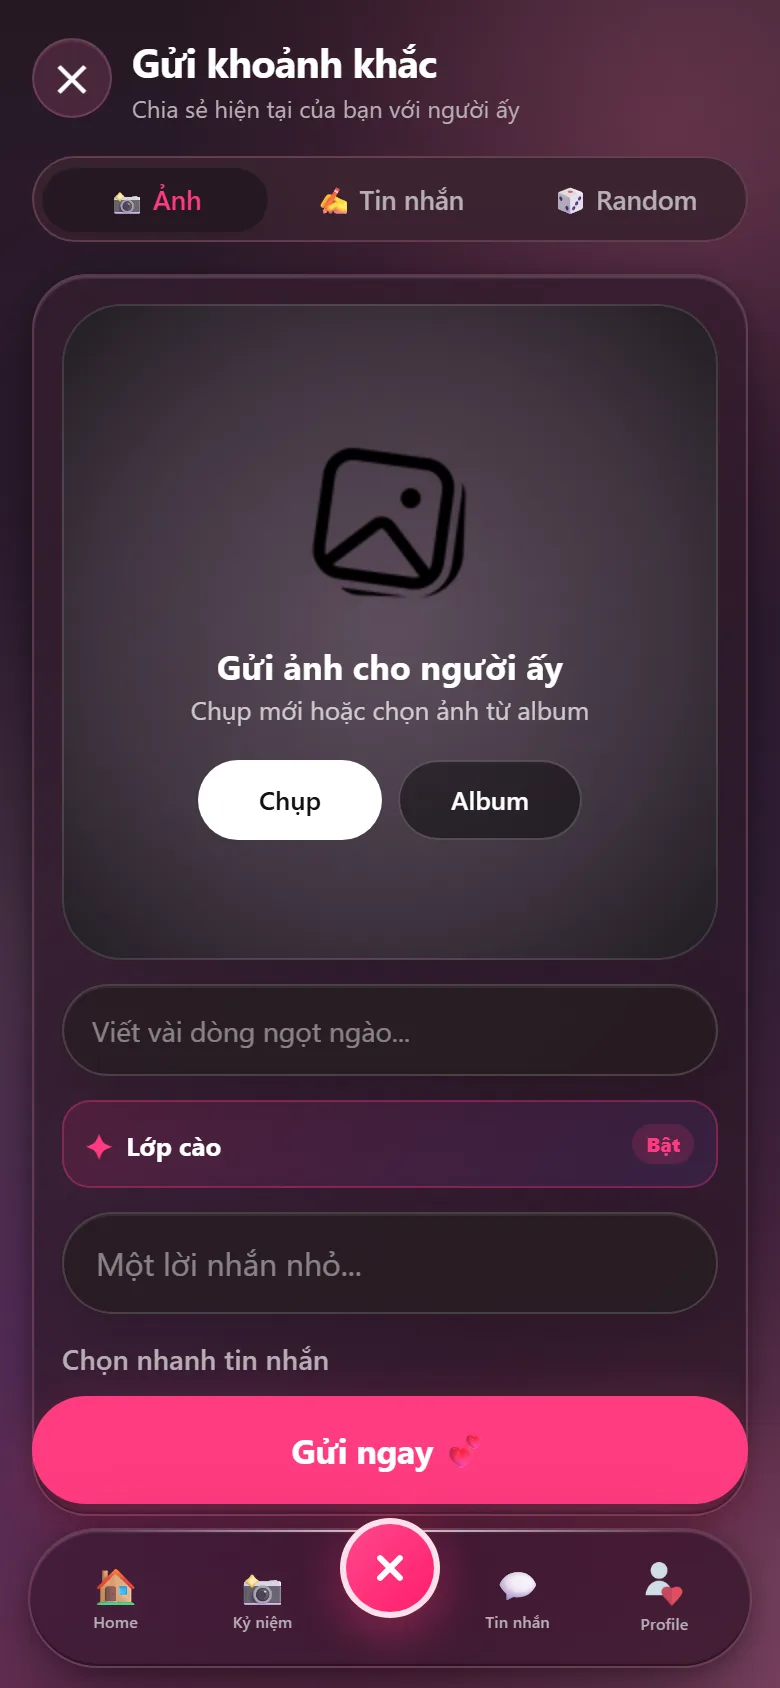 Gửi khoảnh khắc
Chia sẻ hiện tại của bạn với người ấy
📸 Ảnh
✍️ Tin nhắn
🎲 Random
Gửi ảnh cho người ấy
Chụp mới hoặc chọn ảnh từ album
Chụp
Album
Viết vài dòng ngọt ngào...
Lớp cào
Bật
Một lời nhắn nhỏ...
Chọn nhanh tin nhắn
Gửi ngay 💕
Home
Kỷ niệm
Tin nhắn
Profile